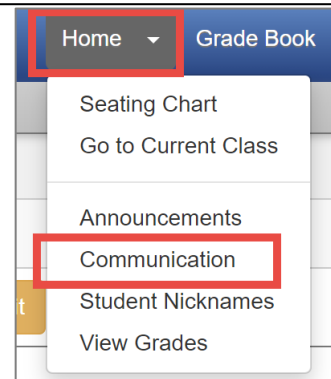 Home Grade Book
Seating Chart
Go to Current Class
Announcements
Communication
Student Nicknames
View Grades